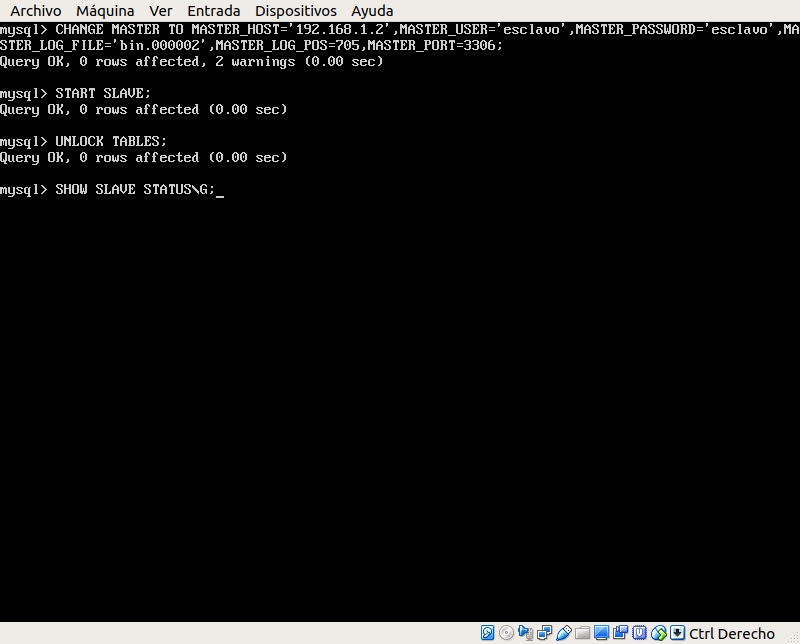 Archivo Máquina Ver Entrada Dispositivos Ayuda
mysql> CHANGE MASTER TO MASTER_HOST='192.168.1.2',MASTER_USER='esclavo',MASTER_PASSWORD='esclavo',MA
STER_LOG_FILE='bin.000002',MASTER_LOG_POS=705,MASTER_PORT=3306;
Query OK, 0 rows affected, 2 warnings (0.00 sec)
mysql> START SLAVE;
Query OK, 0 rows affected (0.00 sec)
mysql> UNLOCK TABLES;
Query OK, 0 rows affected (0.00 sec)
mysql> SHOW SLAVE STATUS\G;_
Ctrl Derecho